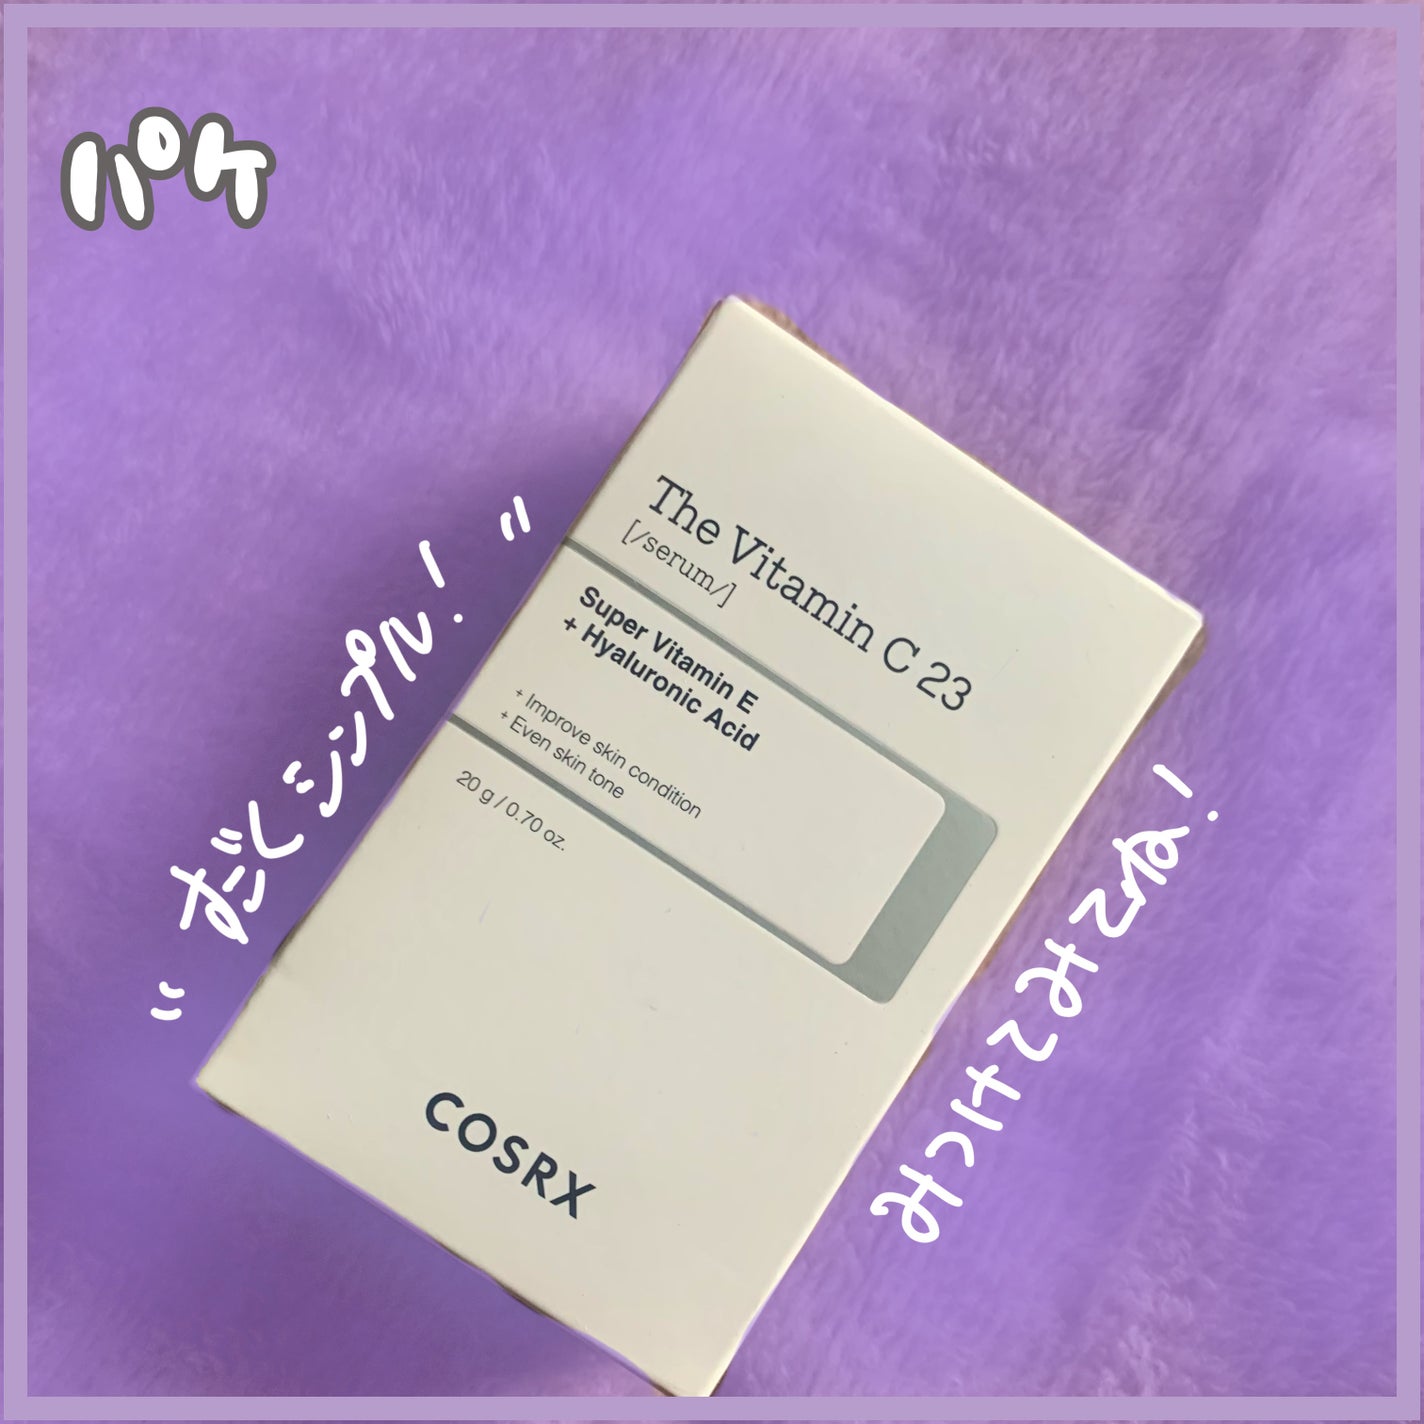 パケ
The Vitamin C 23
[/serum/]
Super Vitamin E
+ Hyaluronic Acid
+ Improve skin condition
+ Even skin tone
20 g / 0.70 oz.
COSRX
"すごくシンプル!"
みつけてみてね!